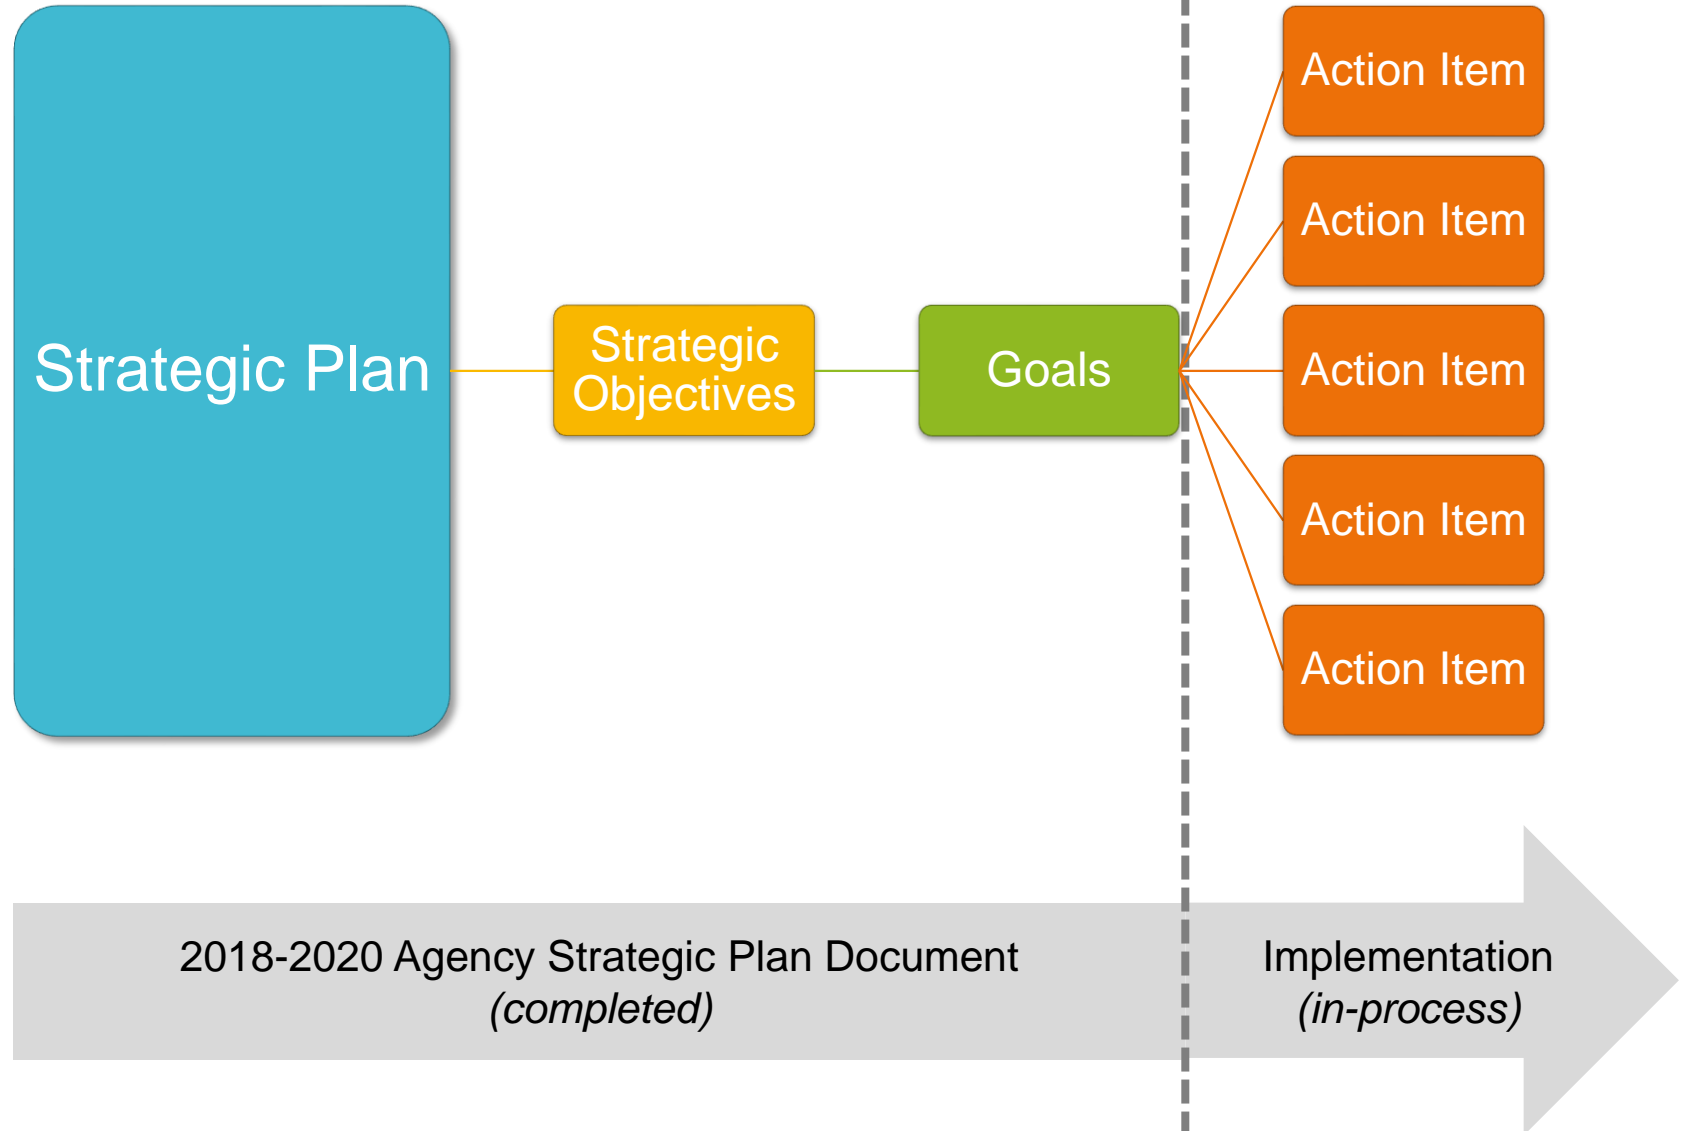 Strategic Plan
Strategic
Objectives
Goals
Action Item
Action Item
Action Item
Action Item
Action Item
2018-2020 Agency Strategic Plan Document
(completed)
Implementation
(in-process)